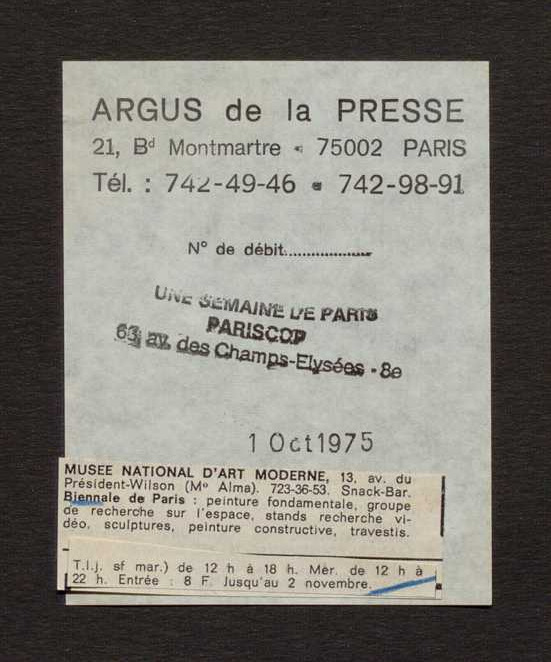 ARGUS de la PRESSE
21, Bd Montmartre • 75002 PARIS
Tél. : 742-49-46 • 742-98-91
N° de débit....................
UNE SEMAINE DE PARIS
PARISCOP
63 av. des Champs-Elysées - 8e
1 Oct 1975
MUSEE NATIONAL D'ART MODERNE, 13, av. du
Président-Wilson (Mo Alma). 723-36-53. Snack-Bar.
Biennale de Paris : peinture fondamentale, groupe
de recherche sur l'espace, stands recherche vi-
déo, sculptures, peinture constructive, travestis.
T.l.j. sf mar.) de 12 h à 18 h. Mer. de 12 h à
22 h. Entrée : 8 F. Jusqu'au 2 novembre.